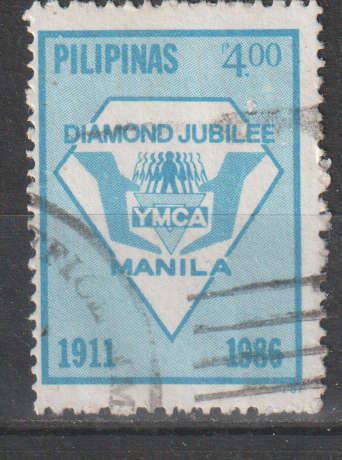 PILIPINAS ₱4.00
DIAMOND JUBILEE
YMCA
MANILA
1911 1986